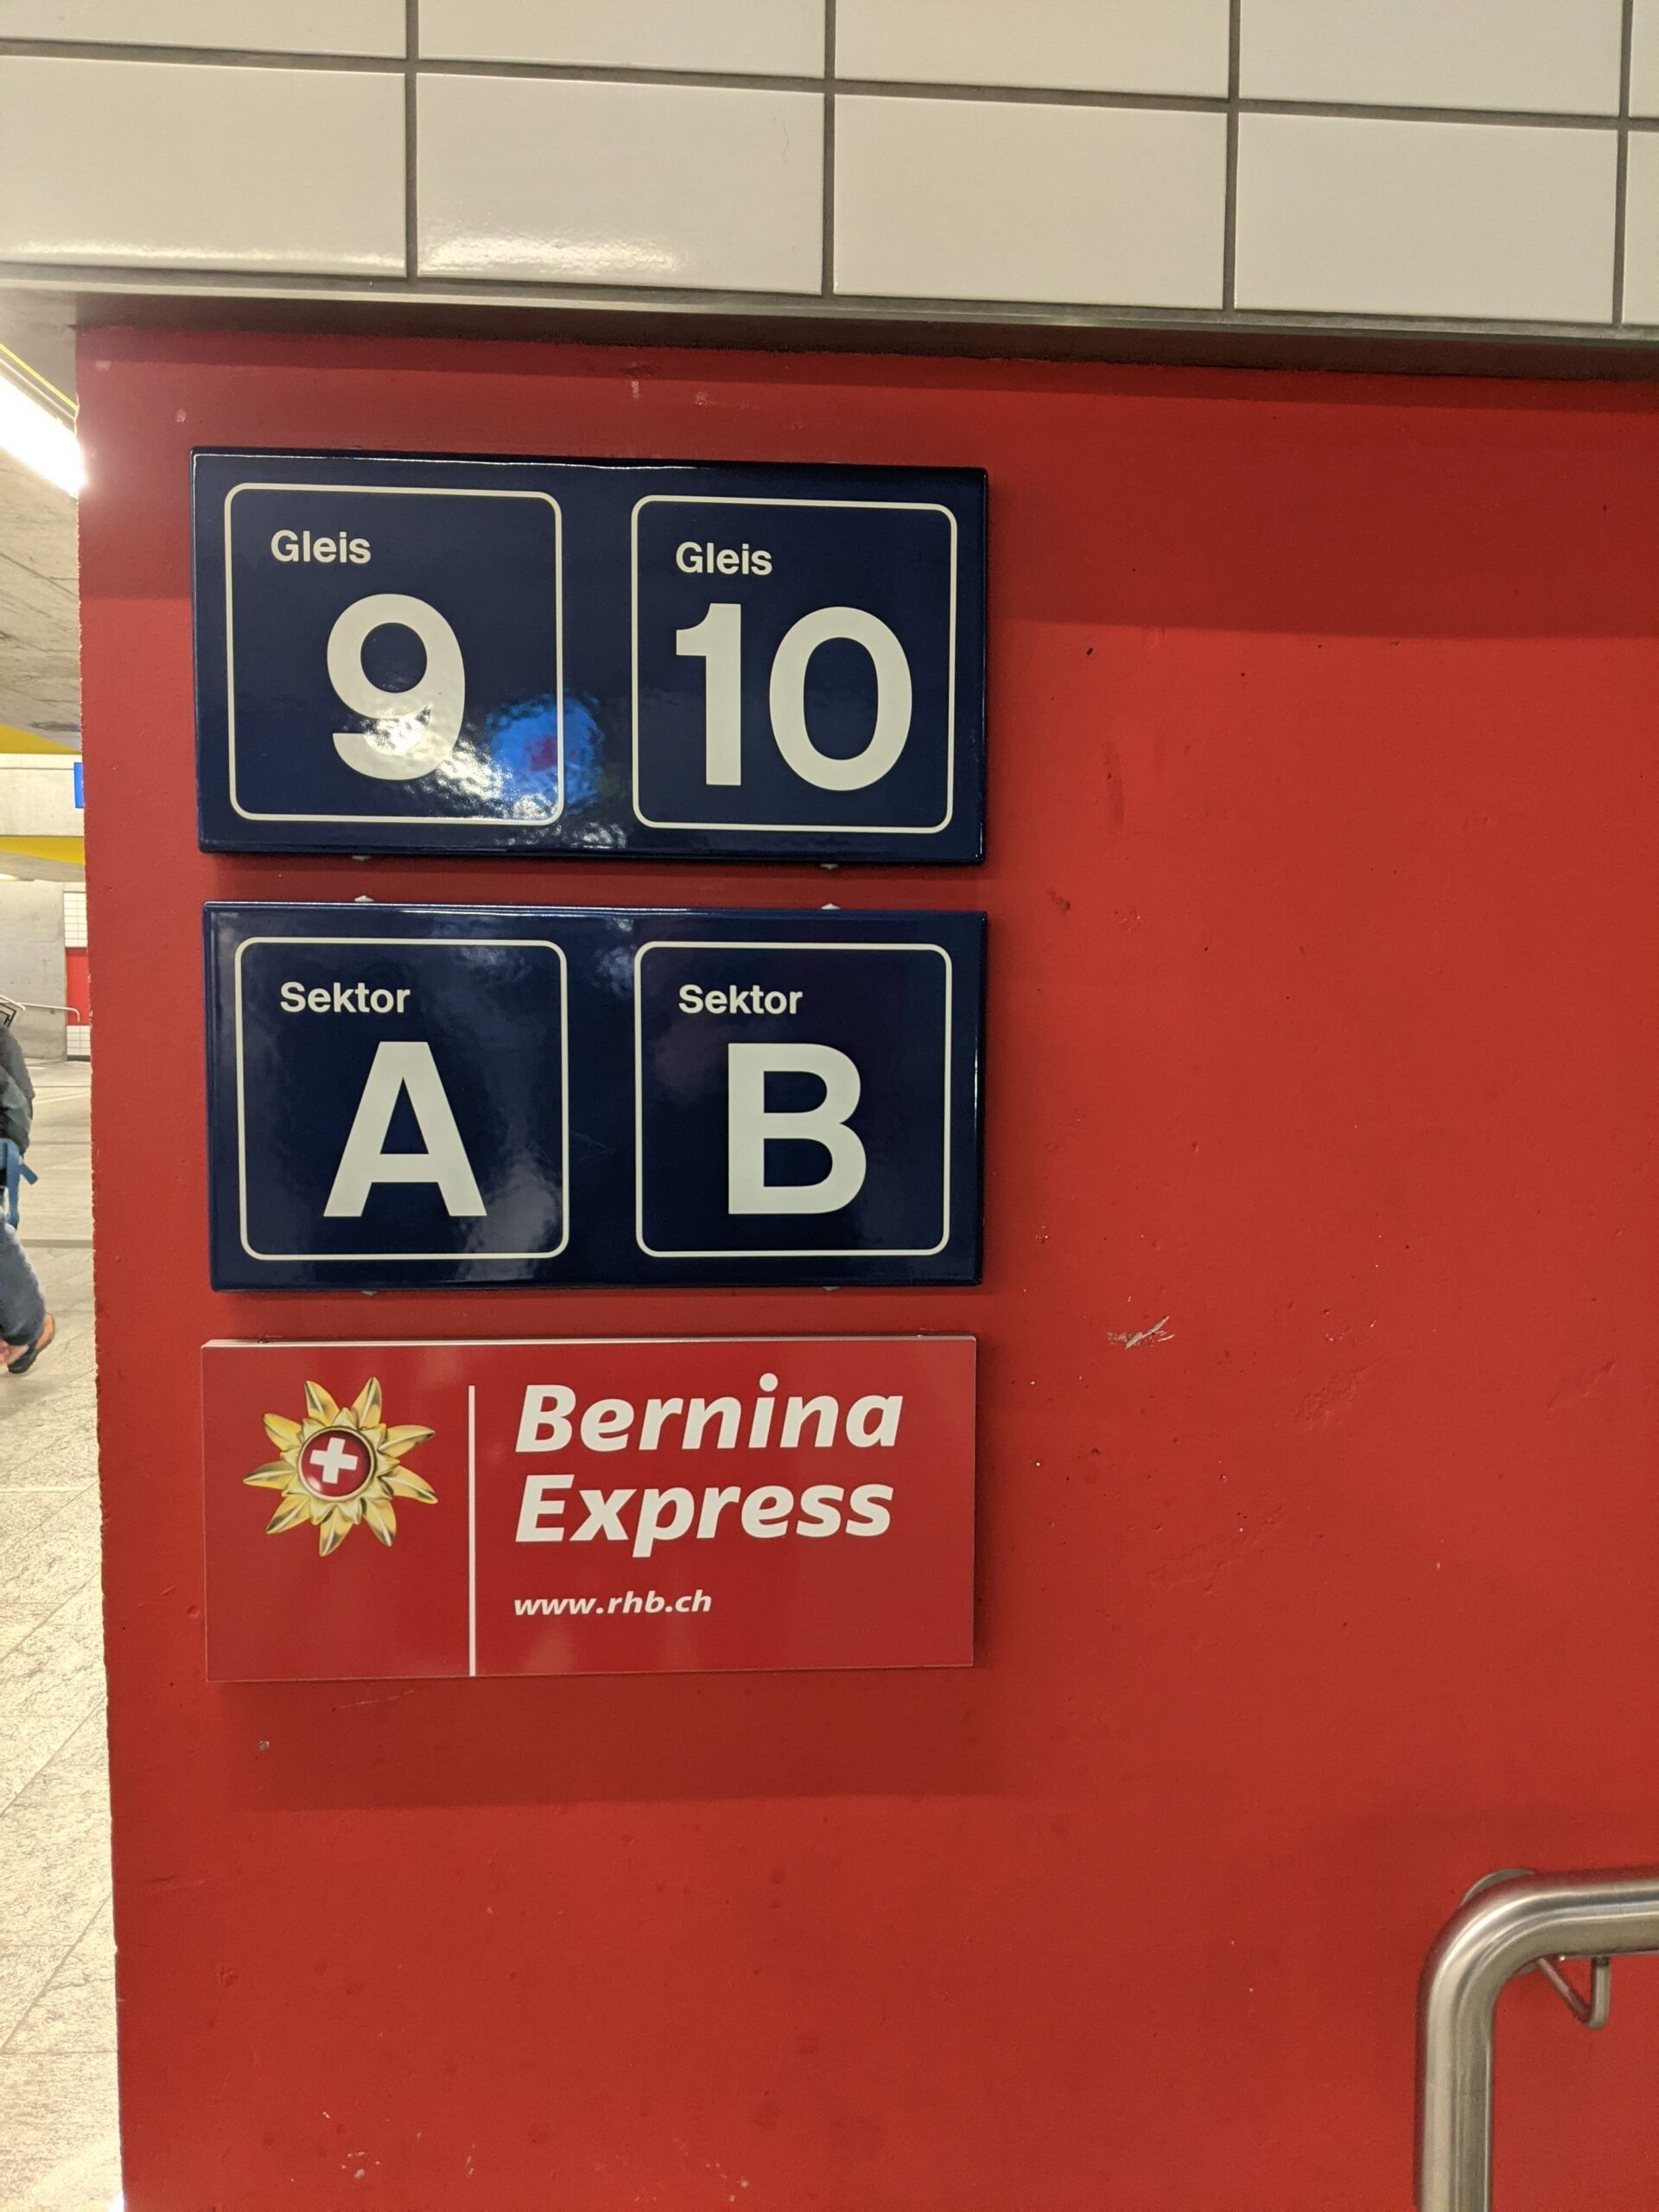 Gleis
9
Gleis
10
Sektor
A
Sektor
B
Bernina
Express
www.rhb.ch